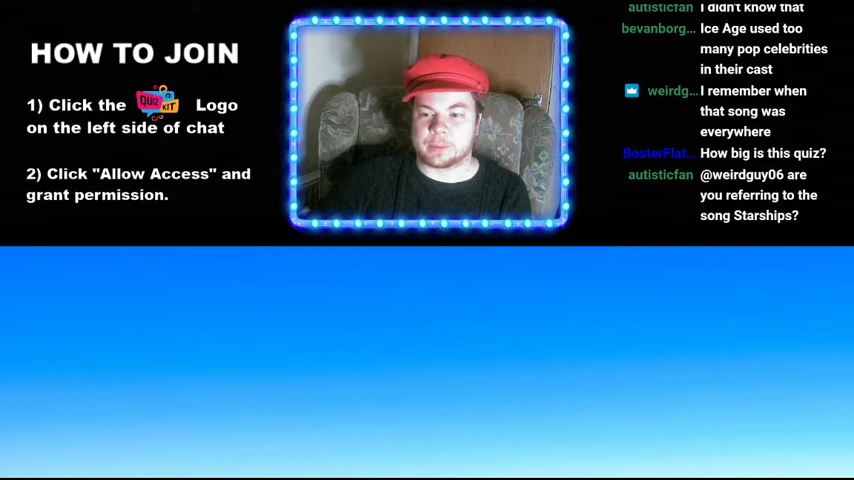 HOW TO JOIN
1) Click the QUIZ KIT Logo
on the left side of chat
2) Click "Allow Access" and
grant permission.
autisticfan I didn't know that
bevanborg... Ice Age used too
many pop celebrities
in their cast
weirdg... I remember when
that song was
everywhere
BosterFlat... How big is this quiz?
autisticfan @weirdguy06 are
you referring to the
song Starships?